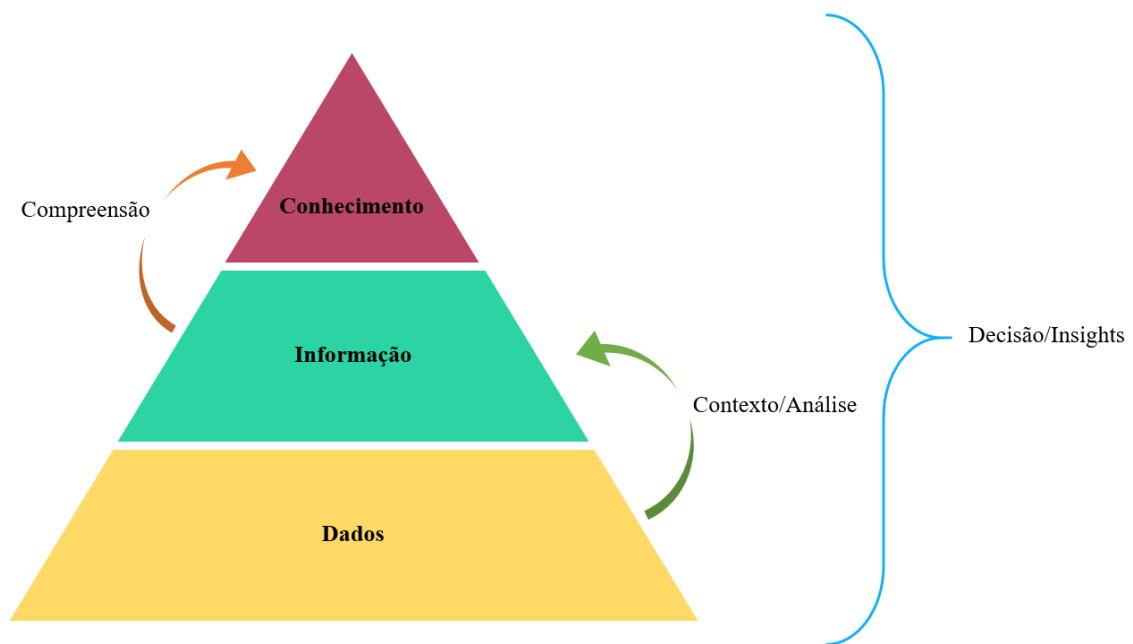 Compreensão
Conhecimento
Informação
Decisão/Insights
Contexto/Análise
Dados